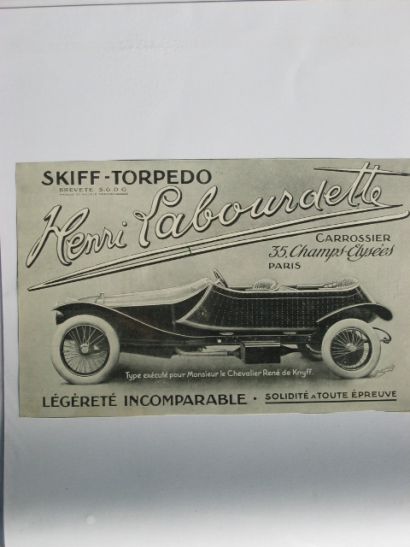 SKIFF-TORPEDO
BREVETÉ S.G.D.G
Henri Labourdette
CARROSSIER
35, Champs-Elysées
PARIS
Type exécuté pour Monsieur le Chevalier René de Knyff.
LÉGÈRETÉ INCOMPARABLE · SOLIDITÉ A TOUTE ÉPREUVE